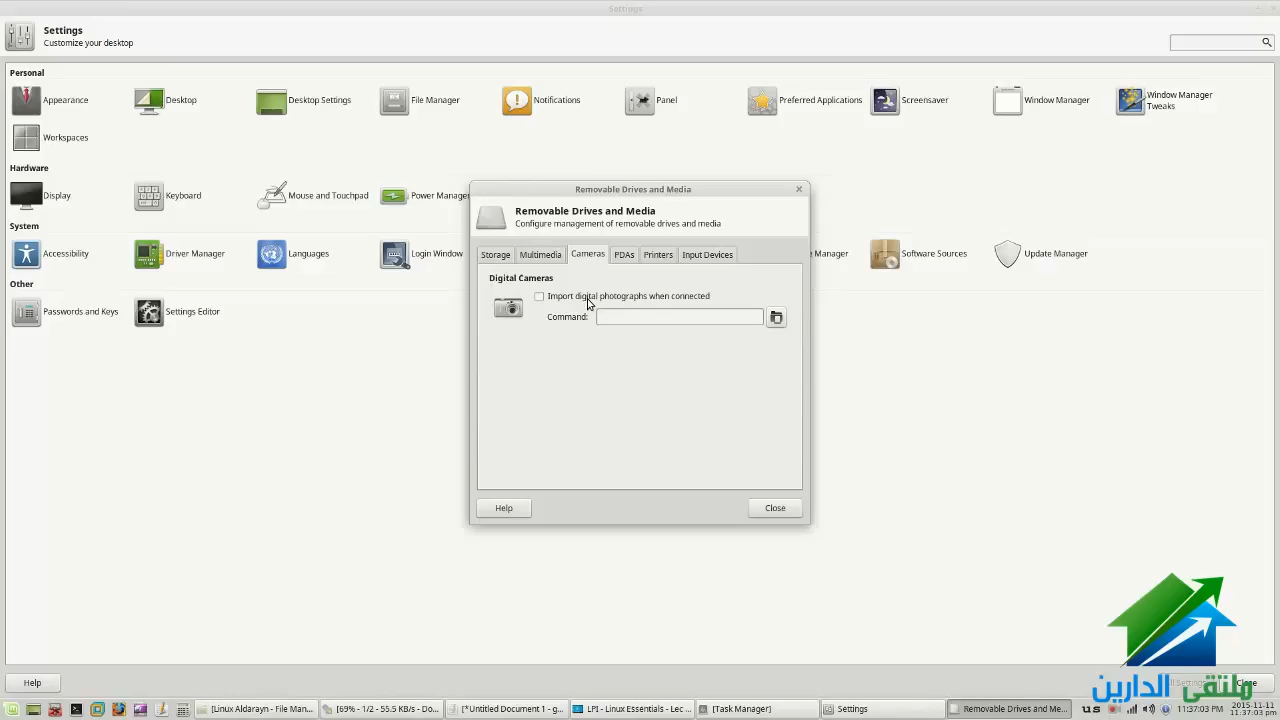 Settings
Settings
Customize your desktop
Personal
Appearance
Desktop
Desktop Settings
File Manager
Notifications
Panel
Preferred Applications
Screensaver
Window Manager
Window Manager
Tweaks
Workspaces
Hardware
Display
Keyboard
Mouse and Touchpad
Power Manager
System
Accessibility
Driver Manager
Languages
Login Window
Manager
Software Sources
Update Manager
Other
Passwords and Keys
Settings Editor
Removable Drives and Media
Removable Drives and Media
Configure management of removable drives and media
Storage
Multimedia
Cameras
PDAs
Printers
Input Devices
Digital Cameras
Import digital photographs when connected
Command:
Help
Close
Help
ملتقى الدارين
[Linux Aldarayn - File Man...
[69% - 1/2 - 55.5 KB...
[*Untitled Document 1 - g...
LPI - Linux Essentials - Lec ...
[Task Manager]
Settings
Removable Drives and Me...
us
11:37:03 PM
2015-11-11
11:37:03 pm